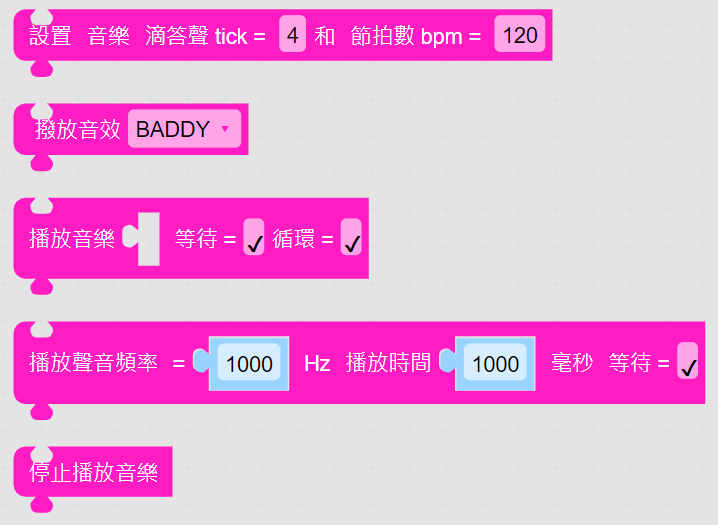 設置 音樂 滴答聲 tick = 4 和 節拍數 bpm = 120
撥放音效 BADDY
播放音樂 等待 = ✓ 循環 = ✓
播放聲音頻率 = 1000 Hz 播放時間 1000 毫秒 等待 = ✓
停止播放音樂